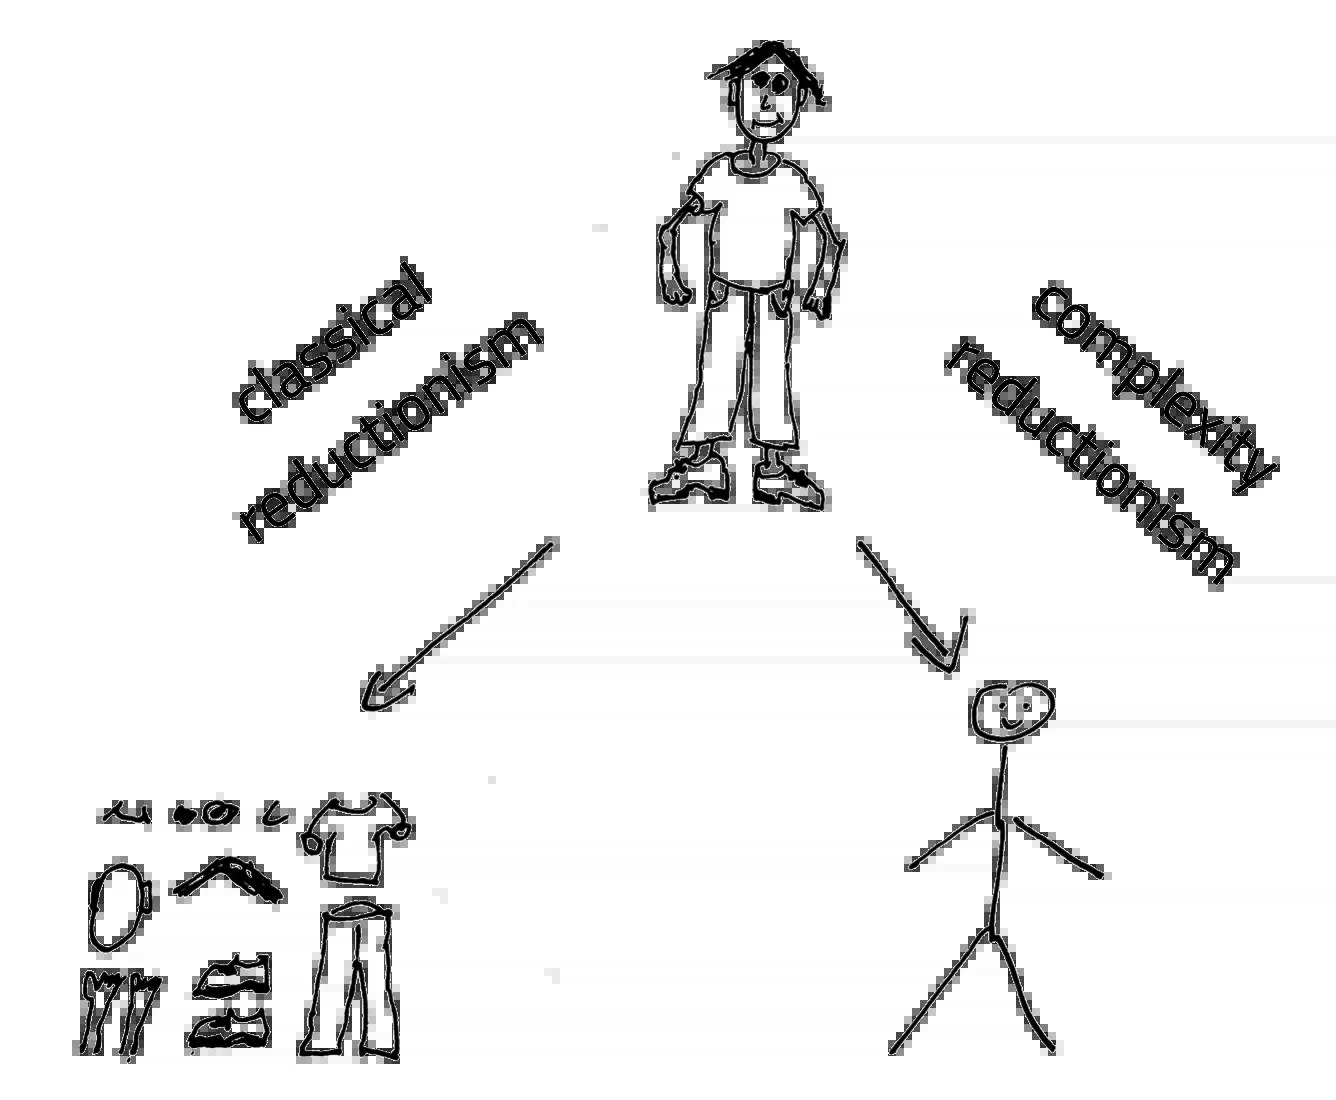 classical
reductionism
complexity
reductionism